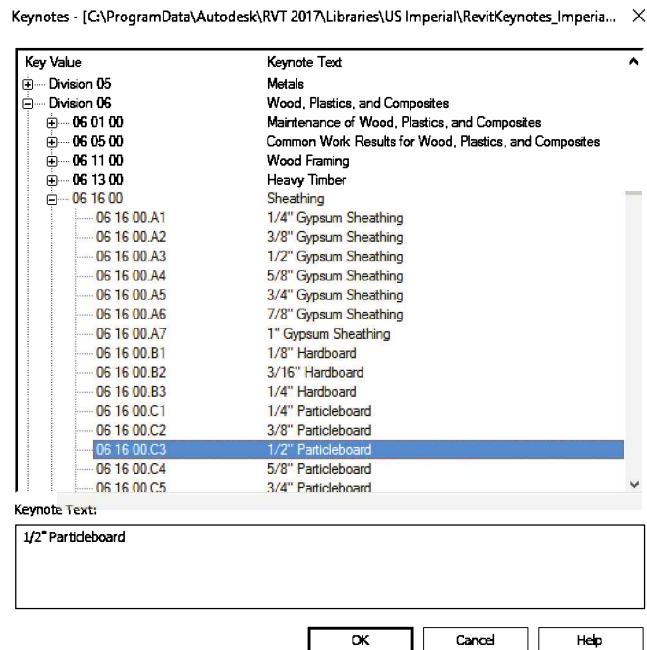 Keynotes - [C:\ProgramData\Autodesk\RVT 2017\Libraries\US Imperial\RevitKeynotes_Imperia...
Key Value Keynote Text
Division 05 Metals
Division 06 Wood, Plastics, and Composites
06 01 00 Maintenance of Wood, Plastics, and Composites
06 05 00 Common Work Results for Wood, Plastics, and Composites
06 11 00 Wood Framing
06 13 00 Heavy Timber
06 16 00 Sheathing
06 16 00.A1 1/4" Gypsum Sheathing
06 16 00.A2 3/8" Gypsum Sheathing
06 16 00.A3 1/2" Gypsum Sheathing
06 16 00.A4 5/8" Gypsum Sheathing
06 16 00.A5 3/4" Gypsum Sheathing
06 16 00.A6 7/8" Gypsum Sheathing
06 16 00.A7 1" Gypsum Sheathing
06 16 00.B1 1/8" Hardboard
06 16 00.B2 3/16" Hardboard
06 16 00.B3 1/4" Hardboard
06 16 00.C1 1/4" Particleboard
06 16 00.C2 3/8" Particleboard
06 16 00.C3 1/2" Particleboard
06 16 00.C4 5/8" Particleboard
06 16 00.C5 3/4" Particleboard
Keynote Text:
1/2" Particleboard
OK Cancel Help